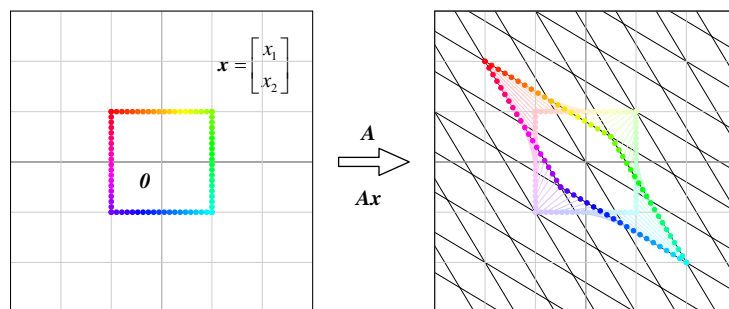 x = [x₁
x₂]
0
A
Ax